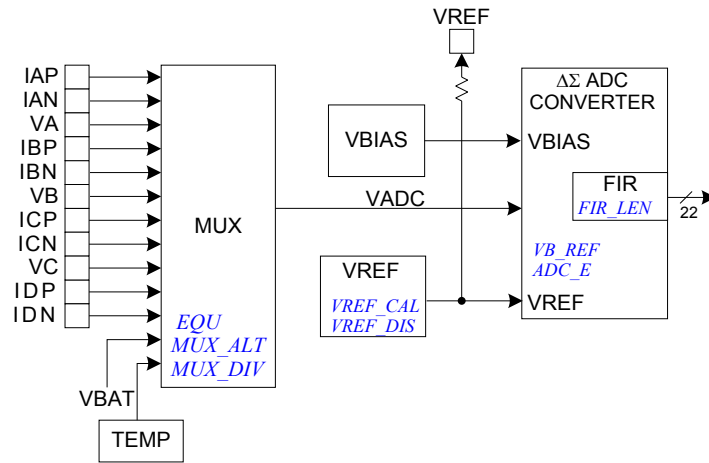 VREF
IAP
IAN
VA
IBP
IBN
VB
ICP
ICN
VC
IDP
IDN
VBAT
TEMP
MUX
EQU
MUX_ALT
MUX_DIV
VBIAS
VADC
VREF
VREF_CAL
VREF_DIS
ΔΣ ADC
CONVERTER
VBIAS
FIR
FIR_LEN
VB_REF
ADC_E
VREF
22